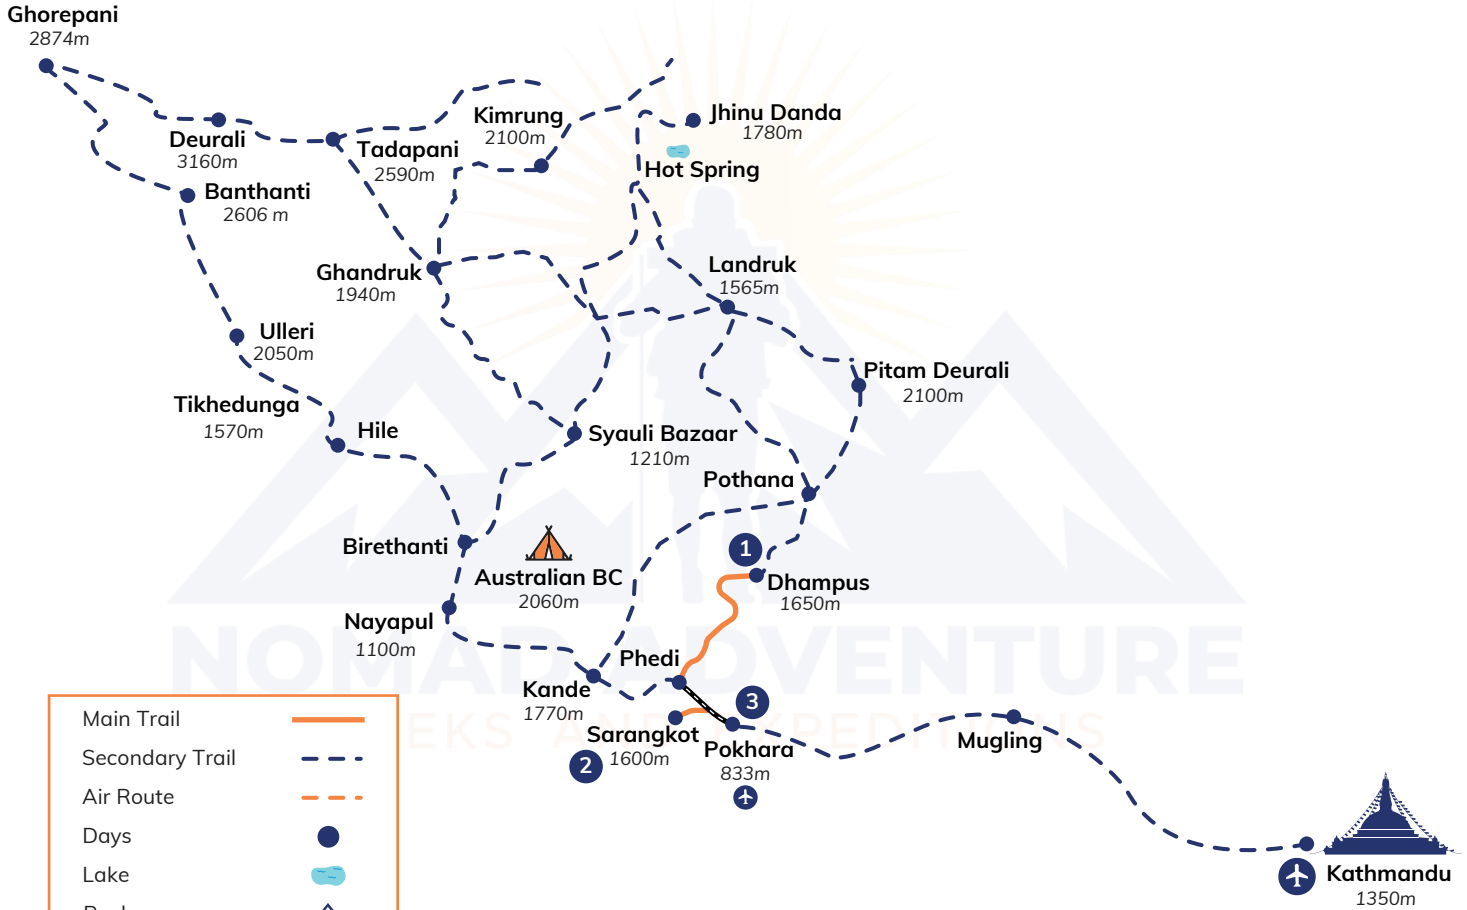 Ghorepani
2874m
Deurali
3160m
Tadapani
2590m
Kimrung
2100m
Jhinu Danda
1780m
Hot Spring
Banthanti
2606 m
Ghandruk
1940m
Landruk
1565m
Ulleri
2050m
Pitam Deurali
2100m
Tikhedunga
1570m
Hile
Syauli Bazaar
1210m
Pothana
Birethanti
Australian BC
2060m
1
Dhampus
1650m
Nayapul
1100m
NOMAD ADVENTURE
Phedi
Kande
1770m
3
EKS AND EXPEDITIONS
Sarangkot
1600m
2
Pokhara
833m
Mugling
Kathmandu
1350m
Main Trail
Secondary Trail
Air Route
Days
Lake